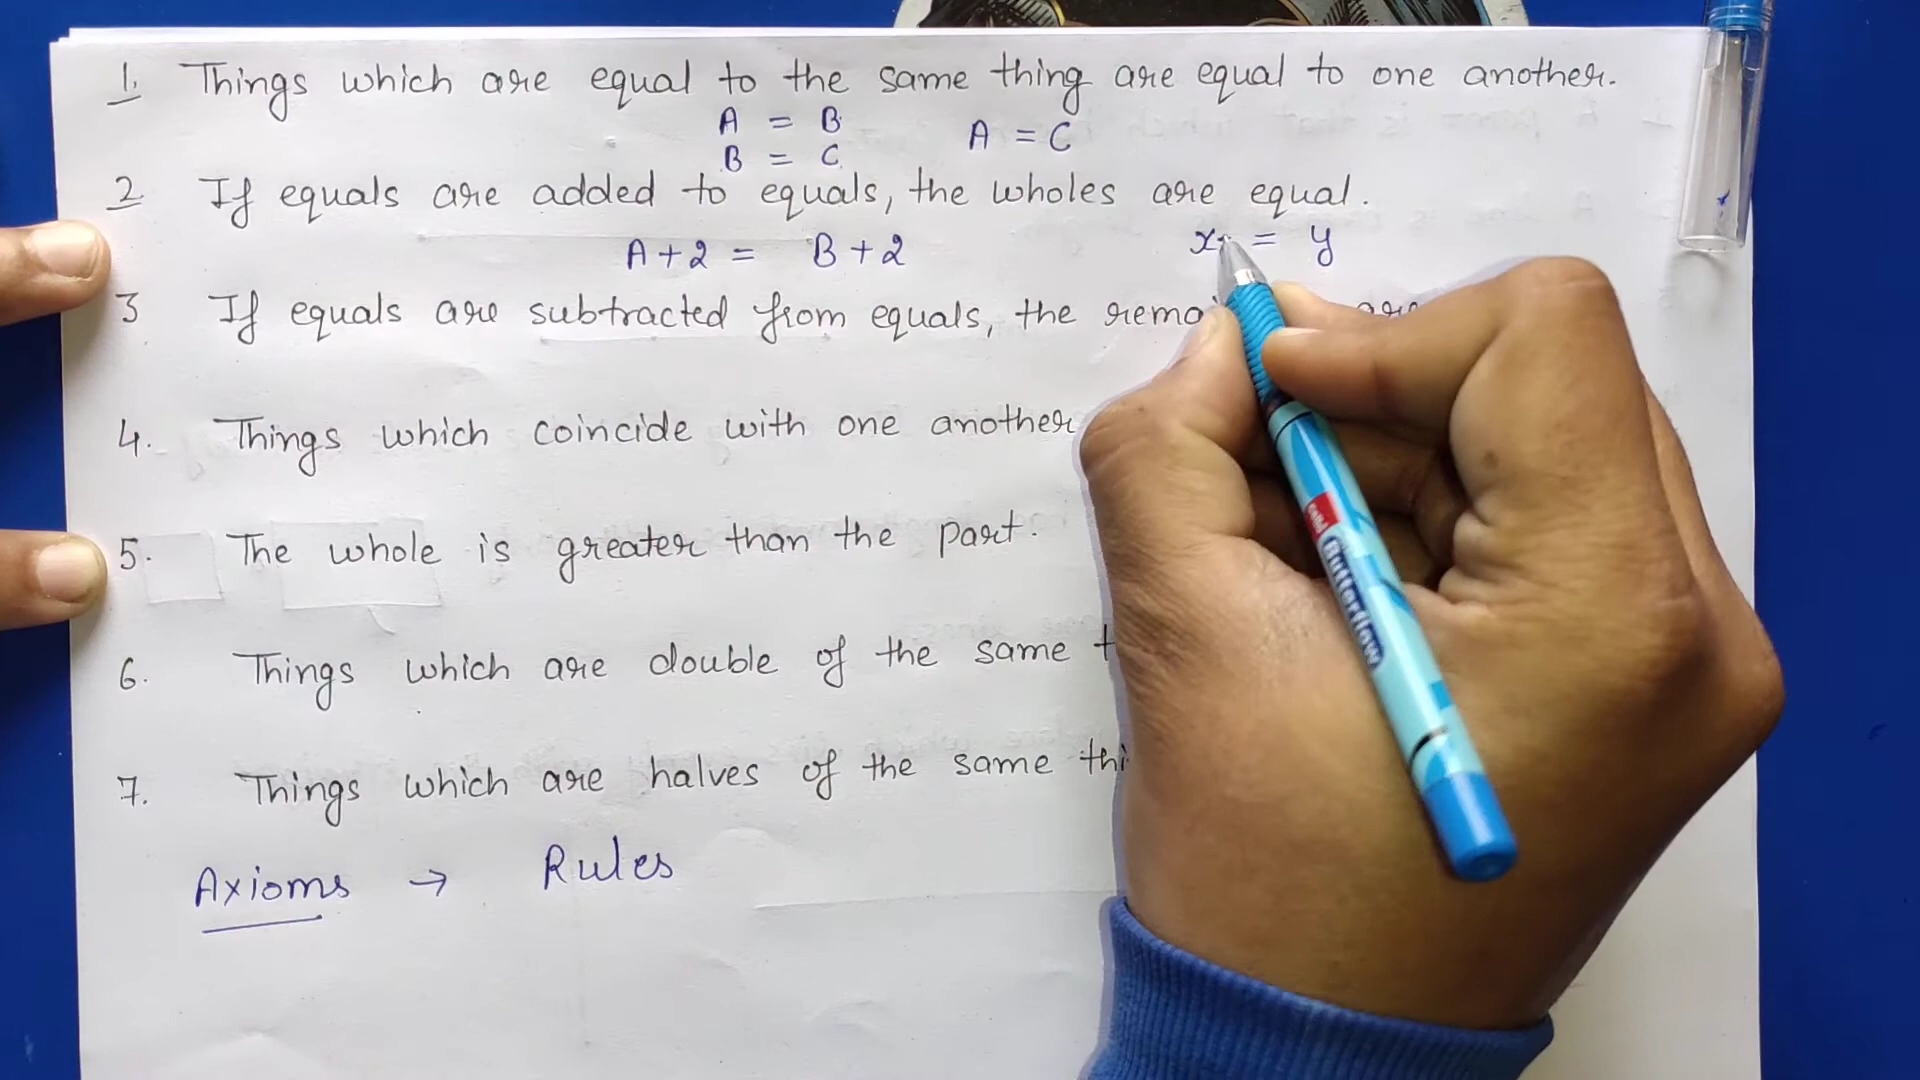 1. Things which are equal to the same thing are equal to one another.
A = B
B = C
A = C
2 If equals are added to equals, the wholes are equal.
A + 2 = B + 2
x = y
3 If equals are subtracted from equals, the
4. Things which coincide with one another
5. The whole is greater than the part.
6. Things which are double of the same
7. Things which are halves of the same
Axioms → Rules
Butterflow